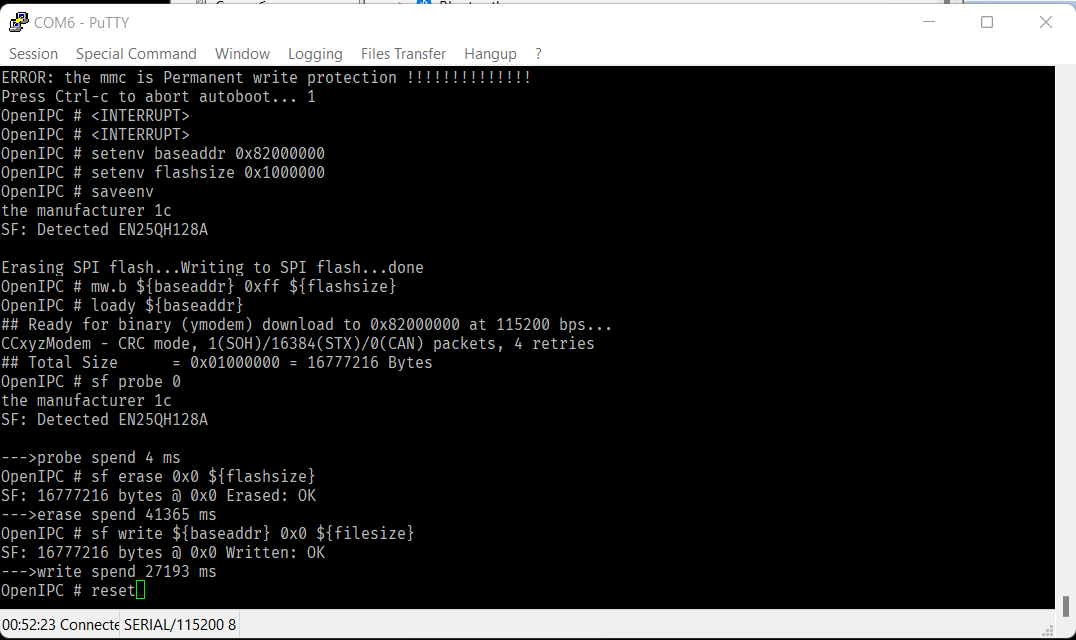 COM6 - PuTTY
Session Special Command Window Logging Files Transfer Hangup ?
ERROR: the mmc is Permanent write protection !!!!!!!!!!!!!!
Press Ctrl-c to abort autoboot... 1
OpenIPC # <INTERRUPT>
OpenIPC # <INTERRUPT>
OpenIPC # setenv baseaddr 0x82000000
OpenIPC # setenv flashsize 0x1000000
OpenIPC # saveenv
the manufacturer 1c
SF: Detected EN25QH128A
Erasing SPI flash...Writing to SPI flash...done
OpenIPC # mw.b ${baseaddr} 0xff ${flashsize}
OpenIPC # loady ${baseaddr}
## Ready for binary (ymodem) download to 0x82000000 at 115200 bps...
CCxyzModem - CRC mode, 1(SOH)/16384(STX)/0(CAN) packets, 4 retries
## Total Size      = 0x01000000 = 16777216 Bytes
OpenIPC # sf probe 0
the manufacturer 1c
SF: Detected EN25QH128A
--->probe spend 4 ms
OpenIPC # sf erase 0x0 ${flashsize}
SF: 16777216 bytes @ 0x0 Erased: OK
--->erase spend 41365 ms
OpenIPC # sf write ${baseaddr} 0x0 ${filesize}
SF: 16777216 bytes @ 0x0 Written: OK
--->write spend 27193 ms
OpenIPC # reset
00:52:23 Connecte SERIAL/115200 8